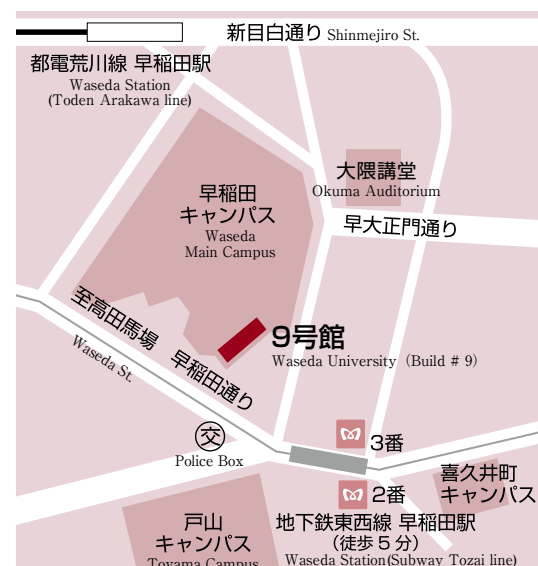 新目白通り Shinmejiro St.
都電荒川線 早稲田駅
Waseda Station
(Toden Arakawa line)
大隈講堂
Okuma Auditorium
早稲田
キャンパス
Waseda
Main Campus
早大正門通り
至高田馬場 早稲田通り
Waseda St.
9号館
Waseda University (Build # 9)
交
Police Box
3番
2番
喜久井町
キャンパス
戸山
キャンパス
Toyama Campus
地下鉄東西線 早稲田駅
(徒歩5分)
Waseda Station(Subway Tozai line)